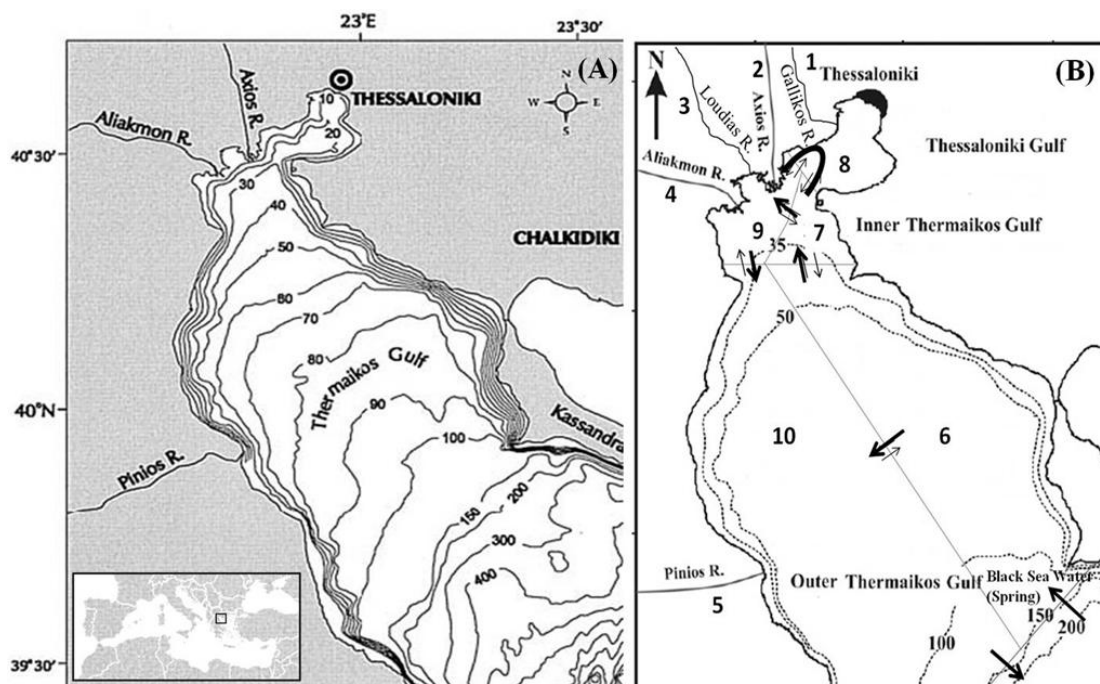 23°E
23°30'
(A)
Axios R.
10
THESSALONIKI
20
N
W
E
S
Aliakmon R.
40°30'
30
40
50
CHALKIDIKI
80
70
80
Thermaikos Gulf
90
40°N
100
Kassandra
Pinios R.
200
150
300
400
39°30'
(B)
N
1
2
3
Gallikos R.
Axios R.
Loudias R.
Thessaloniki
Thessaloniki Gulf
8
Aliakmon R.
4
Inner Thermaikos Gulf
9
7
35
50
10
6
Pinios R.
5
Outer Thermaikos Gulf
Black Sea Water
(Spring)
150
200
100